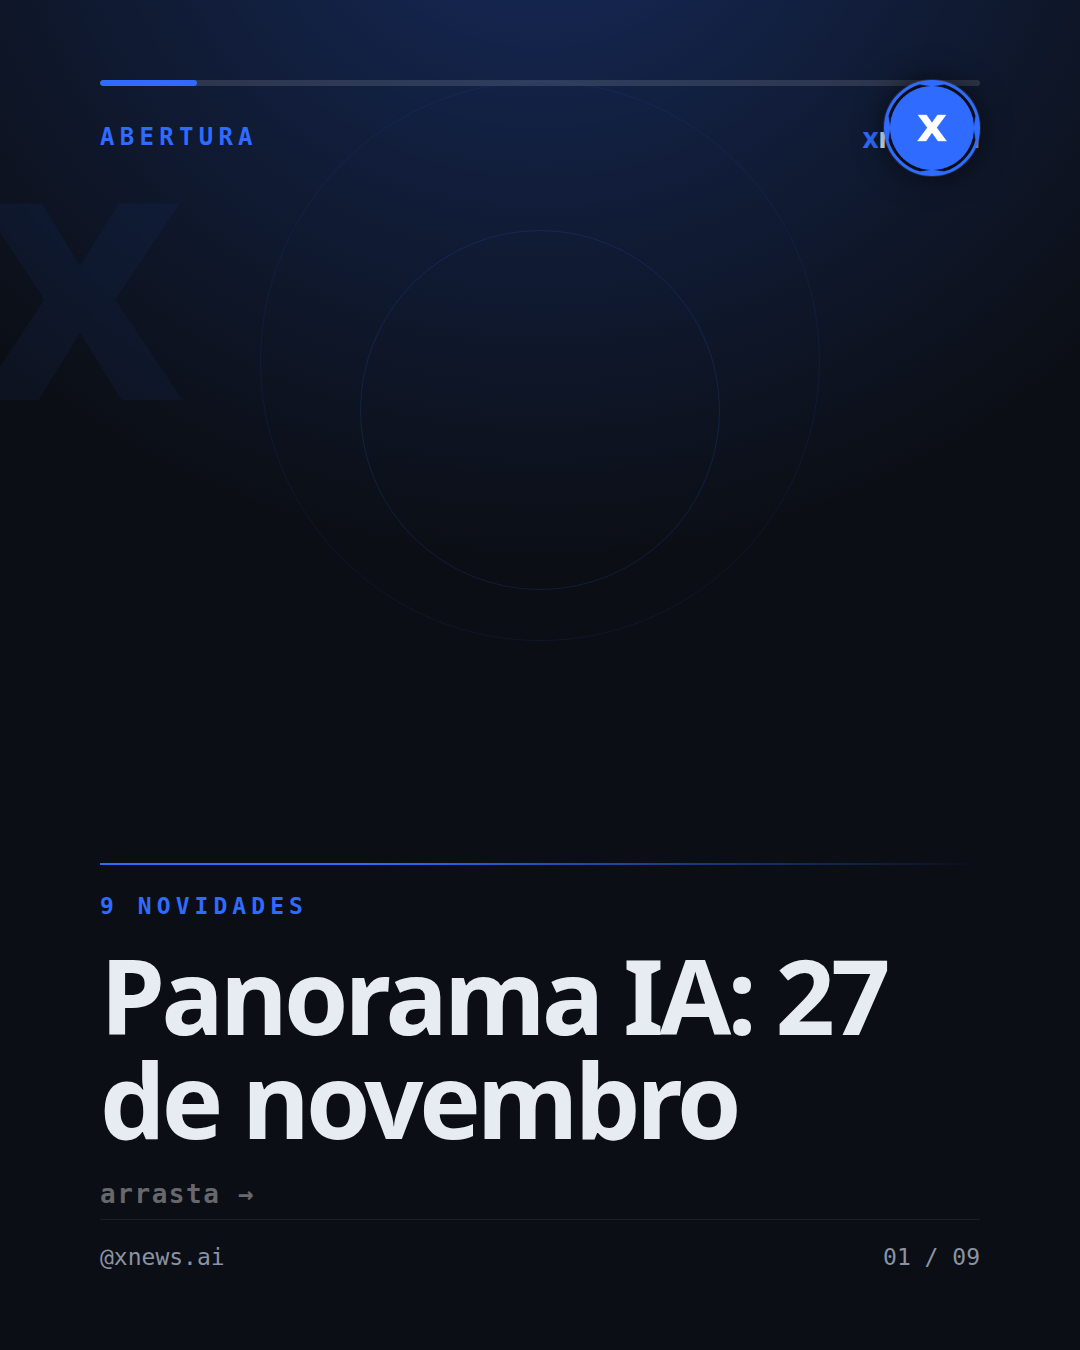 ABERTURA
x
x
9 NOVIDADES
Panorama IA: 27
de novembro
arrasta →
@xnews.ai
01 / 09